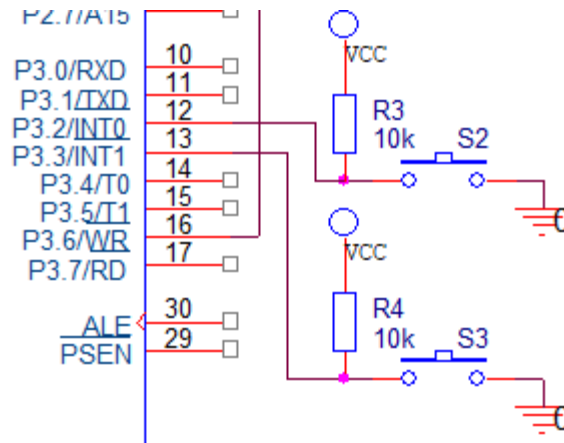 P2.7/A15
VCC
10
P3.0/RXD
11
P3.1/TXD
12
P3.2/INT0
13
P3.3/INT1
14
P3.4/T0
15
P3.5/T1
16
P3.6/WR
17
P3.7/RD
R3
10k
S2
0
VCC
30
ALE
29
PSEN
R4
10k
S3
0